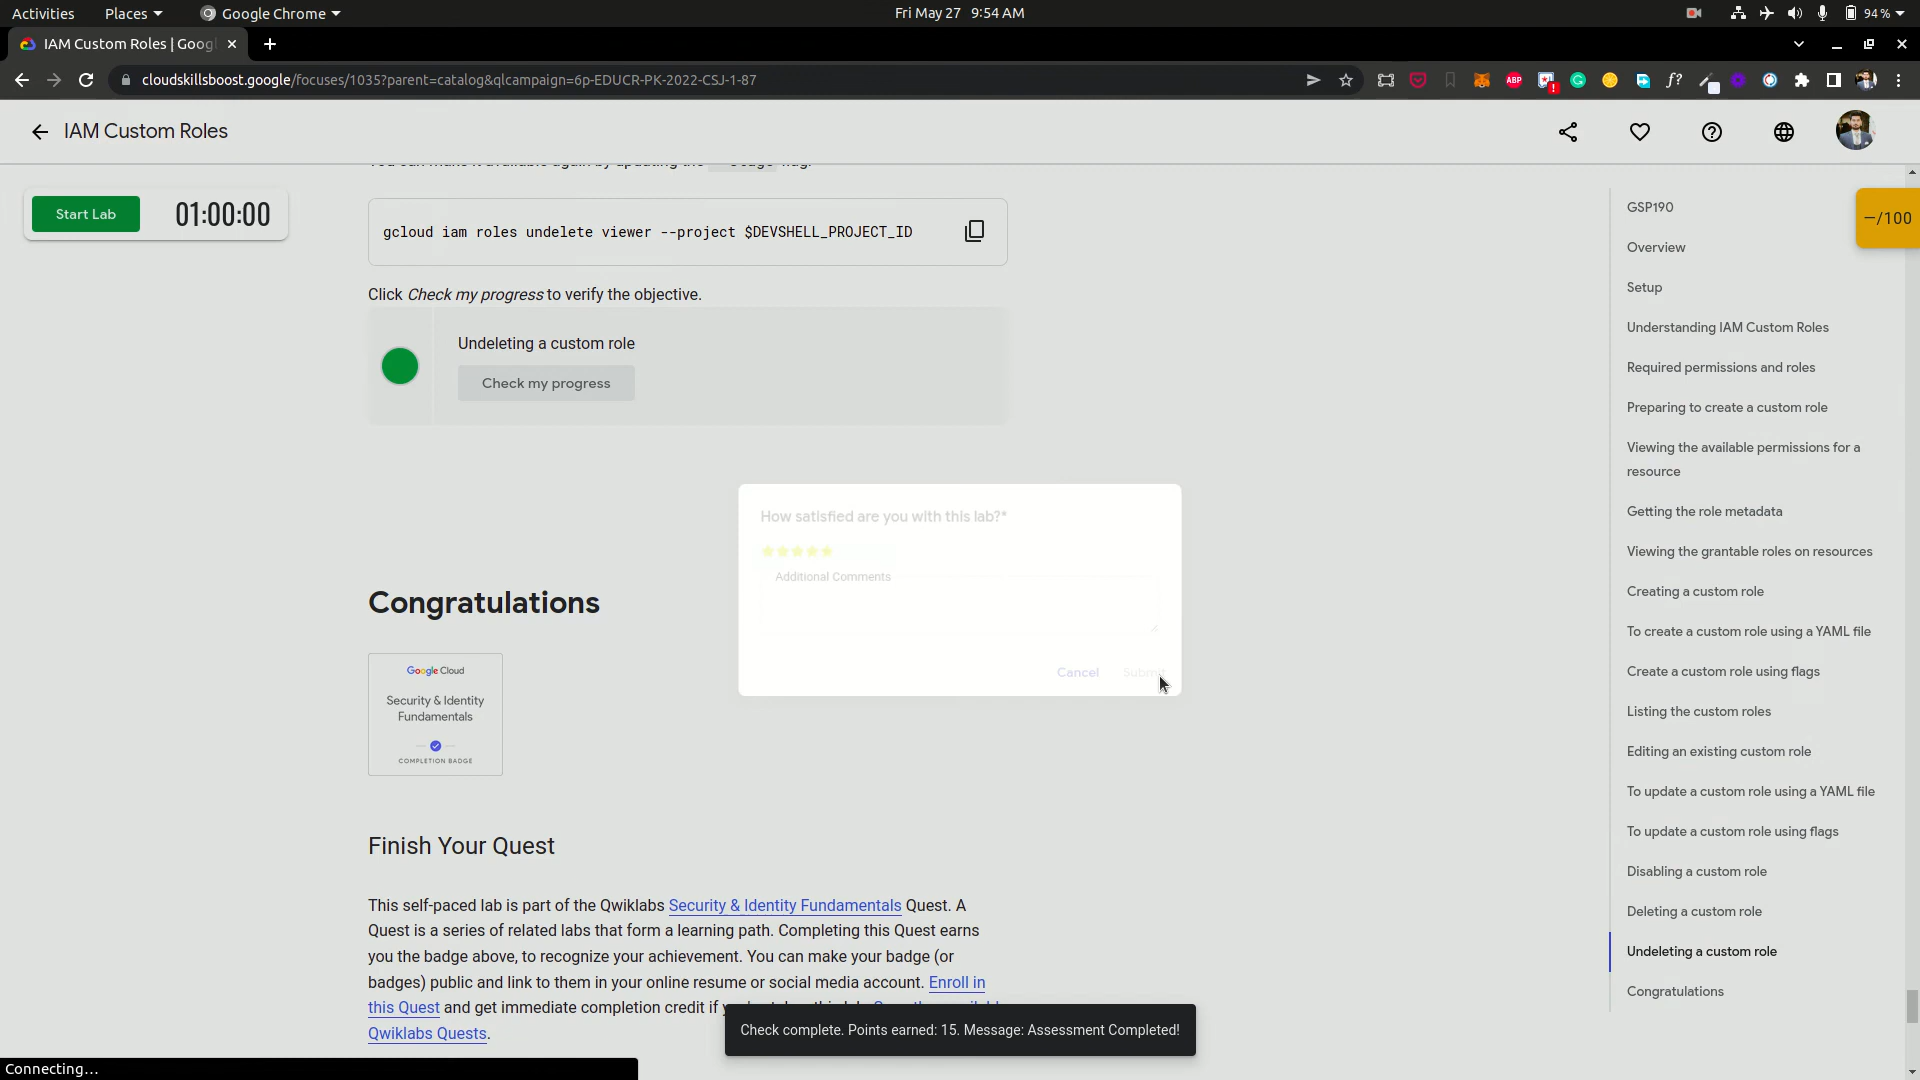 Activities Places Google Chrome Fri May 27 9:54 AM 94 %
IAM Custom Roles | Googl
cloudskillsboost.google/focuses/1035?parent=catalog&qlcampaign=6p-EDUCR-PK-2022-CSJ-1-87
ABP
f?
IAM Custom Roles
Start Lab 01:00:00
—/100
gcloud iam roles undelete viewer --project $DEVSHELL_PROJECT_ID
Click Check my progress to verify the objective.
Undeleting a custom role
Check my progress
How satisfied are you with this lab?*
Additional Comments
Cancel Submit
Congratulations
Google Cloud
Security & Identity
Fundamentals
COMPLETION BADGE
Finish Your Quest
This self-paced lab is part of the Qwiklabs Security & Identity Fundamentals Quest. A
Quest is a series of related labs that form a learning path. Completing this Quest earns
you the badge above, to recognize your achievement. You can make your badge (or
badges) public and link to them in your online resume or social media account. Enroll in
this Quest and get immediate completion credit if
Qwiklabs Quests.
Check complete. Points earned: 15. Message: Assessment Completed!
GSP190
Overview
Setup
Understanding IAM Custom Roles
Required permissions and roles
Preparing to create a custom role
Viewing the available permissions for a
resource
Getting the role metadata
Viewing the grantable roles on resources
Creating a custom role
To create a custom role using a YAML file
Create a custom role using flags
Listing the custom roles
Editing an existing custom role
To update a custom role using a YAML file
To update a custom role using flags
Disabling a custom role
Deleting a custom role
Undeleting a custom role
Congratulations
Connecting...